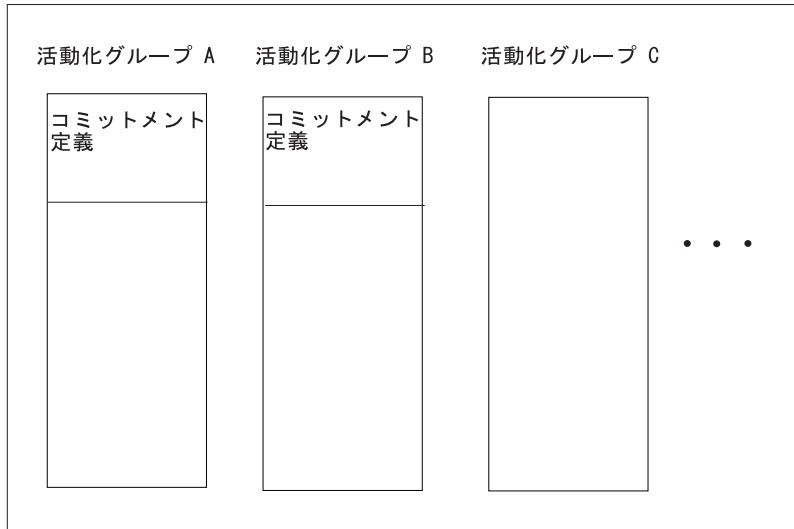 活動化グループ A
活動化グループ B
活動化グループ C
コミットメント
定義
コミットメント
定義
• • •